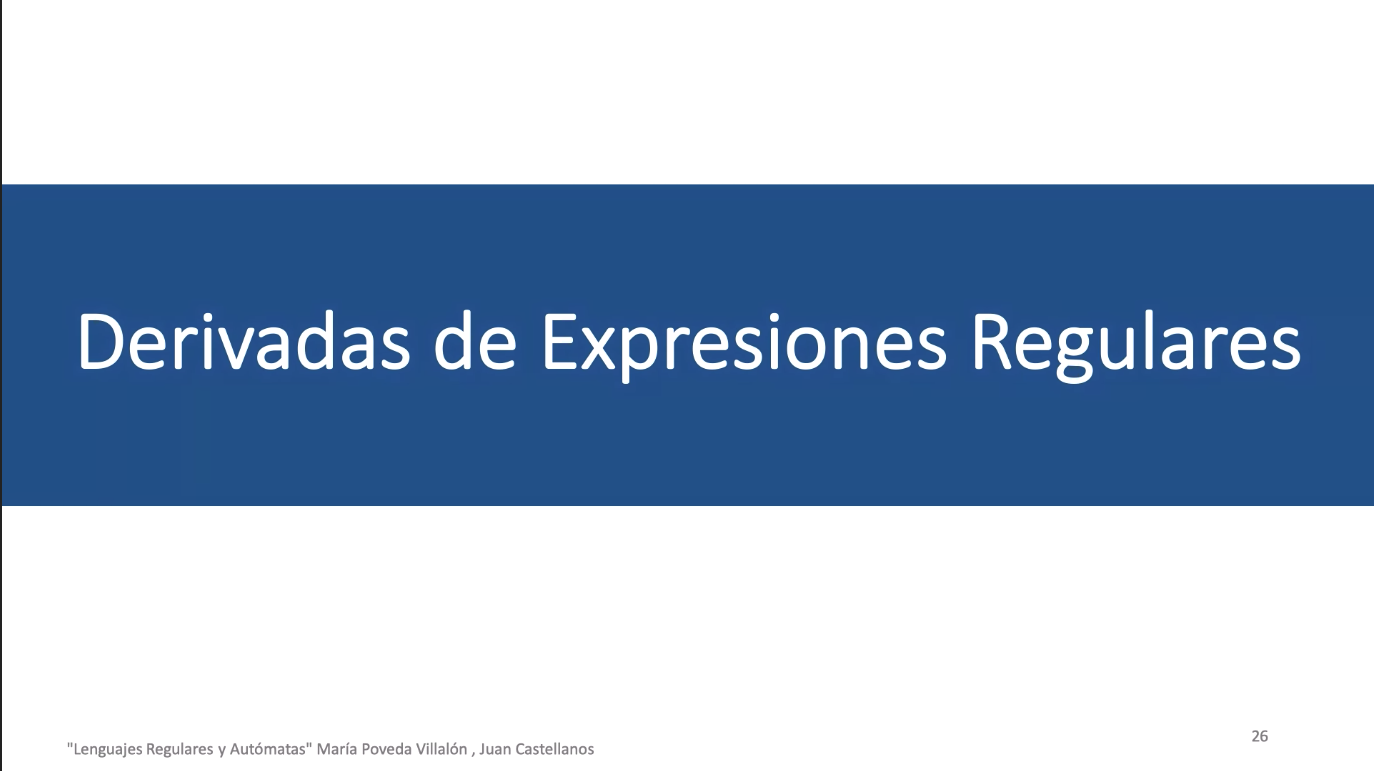 Derivadas de Expresiones Regulares
"Lenguajes Regulares y Autómatas" María Poveda Villalón , Juan Castellanos
26